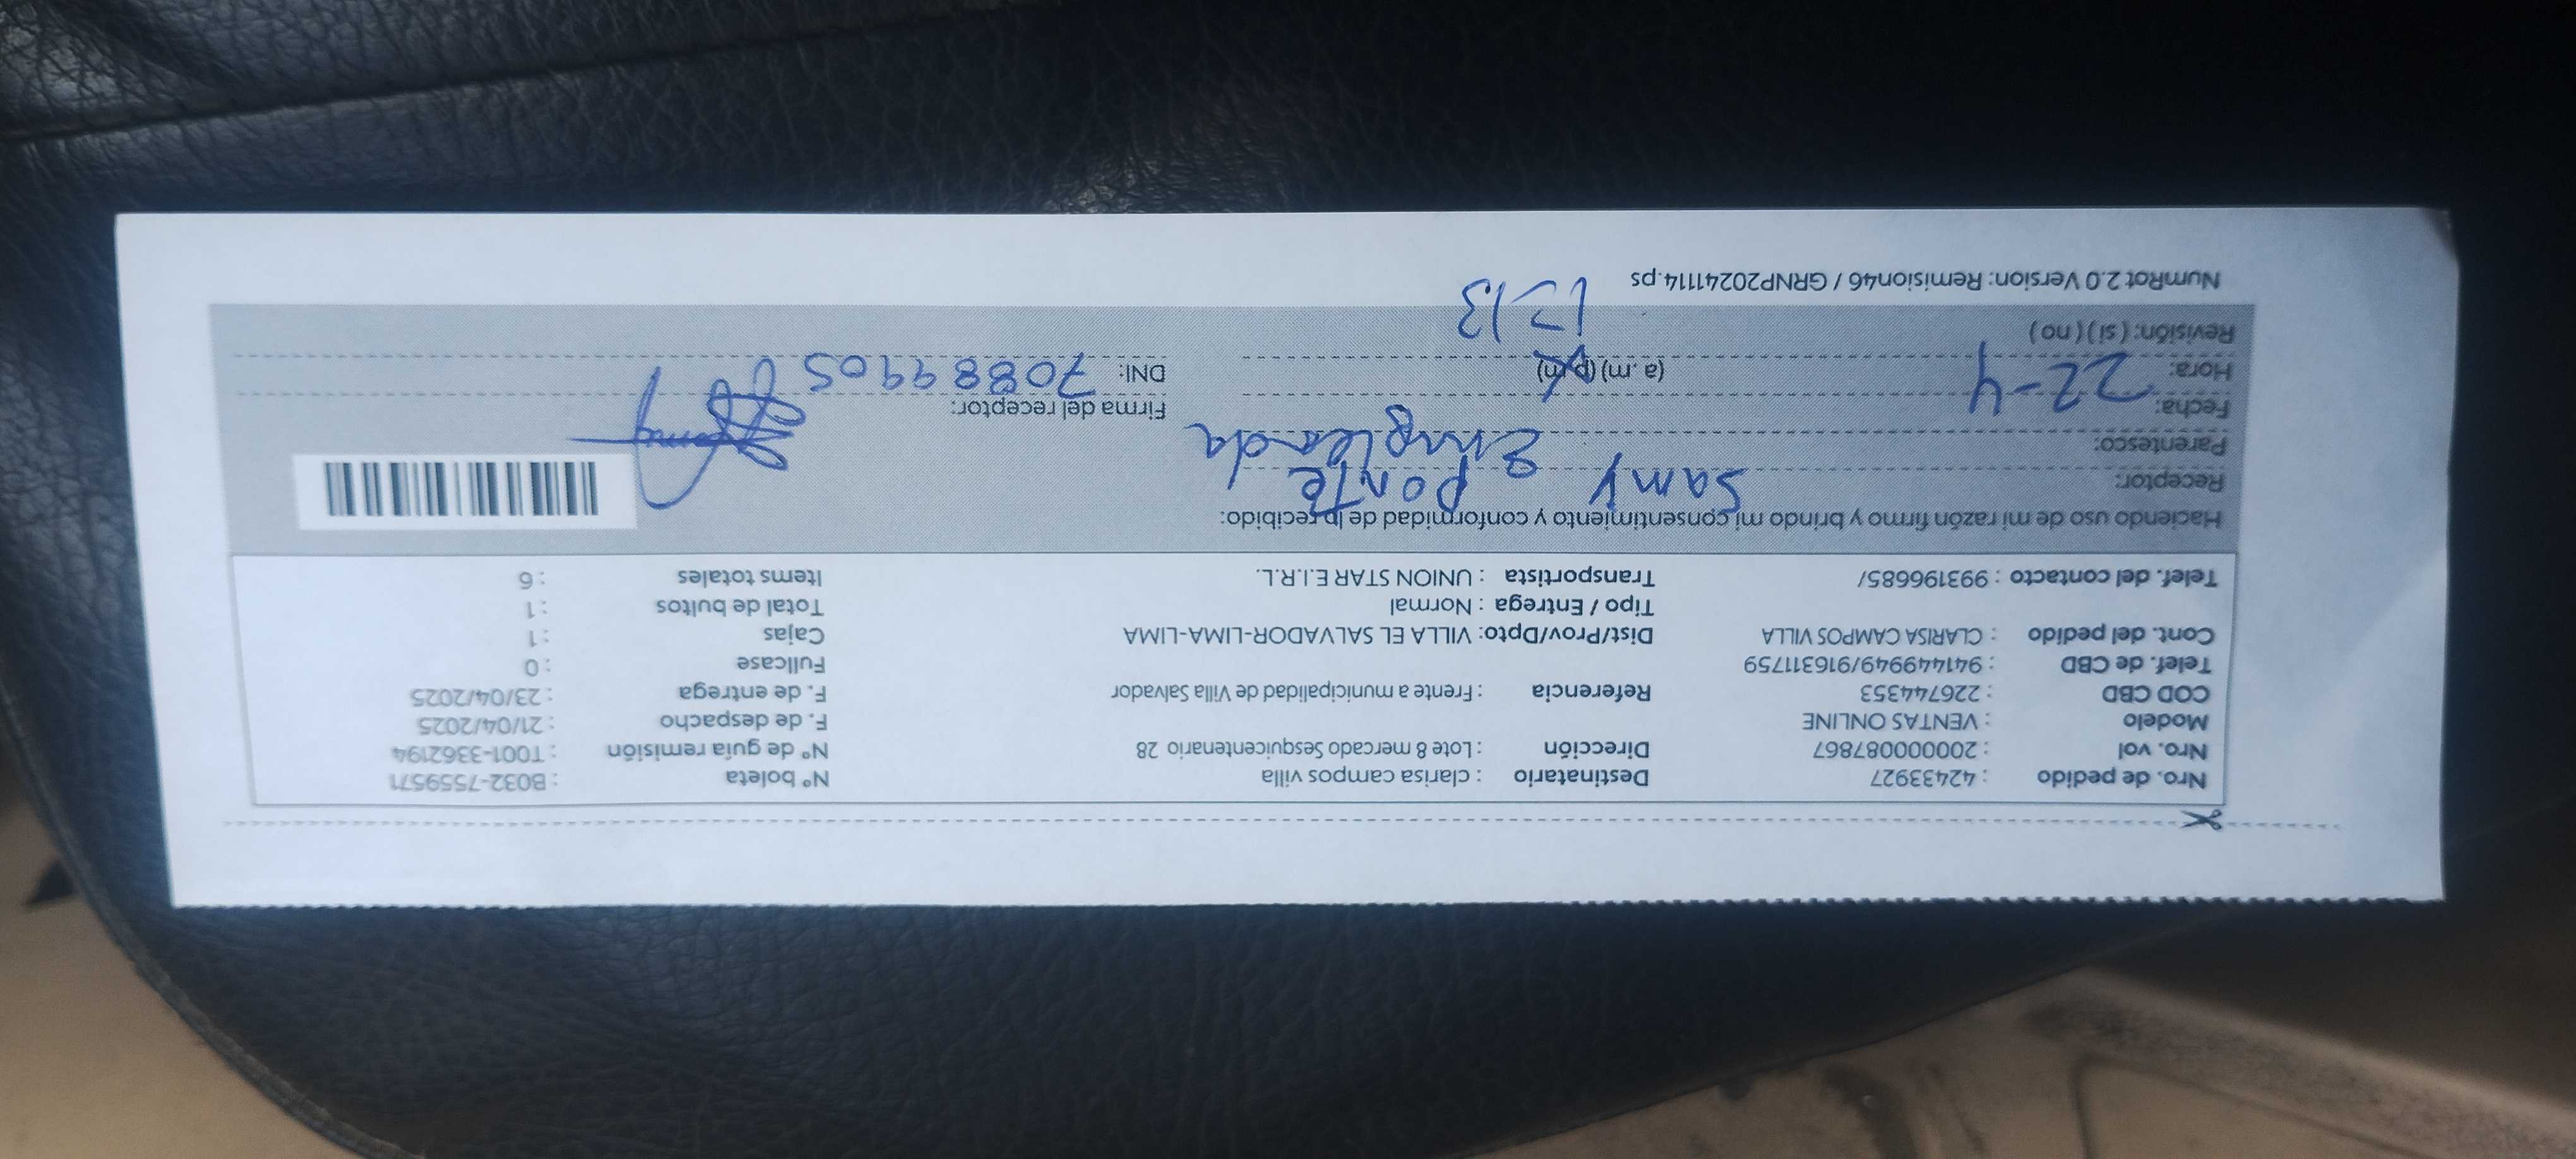 Nro. de pedido : 42433927 Destinatario : clarisa campos villa N° boleta : B032-7559571
Nro. vol : 2000000087867 Dirección : Lote 8 mercado Sesquicentenario 28 N° de guía remisión : T001-3362194
Modelo : VENTAS ONLINE F. de despacho : 21/04/2025
COD CBD : 226744353 Referencia : Frente a municipalidad de Villa Salvador F. de entrega : 23/04/2025
Telef. de CBD : 941449949/916311759 Fullcase : 0
Cont. del pedido : CLARISA CAMPOS VILLA Dist/Prov/Dpto: VILLA EL SALVADOR-LIMA-LIMA Cajas : 1
Tipo / Entrega : Normal Total de bultos : 1
Telef. del contacto : 993196685/ Transportista : UNION STAR E.I.R.L. Items totales : 6
Haciendo uso de mi razón firmo y brindo mi consentimiento y conformidad de lo recibido:
Receptor: Samy Ponte
Parentesco: Empleada
Fecha: 22-4 Firma del receptor:
Hora: (a.m) (p.m) DNI: 70889905
Revisión: ( si ) ( no ) 13
NumRot 2.0 Version: Remision46 / GRNP20241114.ps